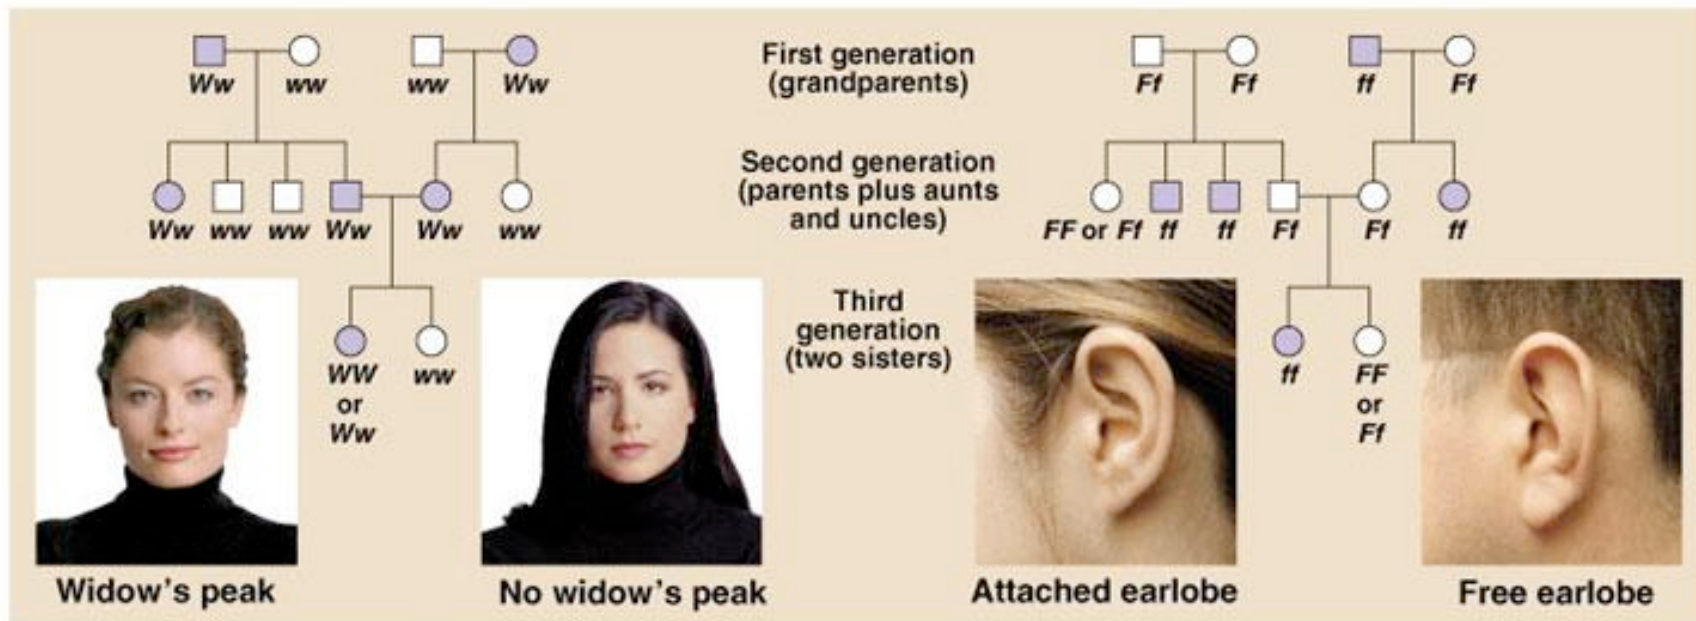 Ww ww ww Ww
First generation
(grandparents)
Ff Ff ff Ff
Second generation
(parents plus aunts
and uncles)
Ww ww ww Ww Ww ww
FF or Ff ff ff Ff Ff ff
Third
generation
(two sisters)
WW
or
Ww
ww
ff
FF
or
Ff
Widow's peak
No widow's peak
Attached earlobe
Free earlobe